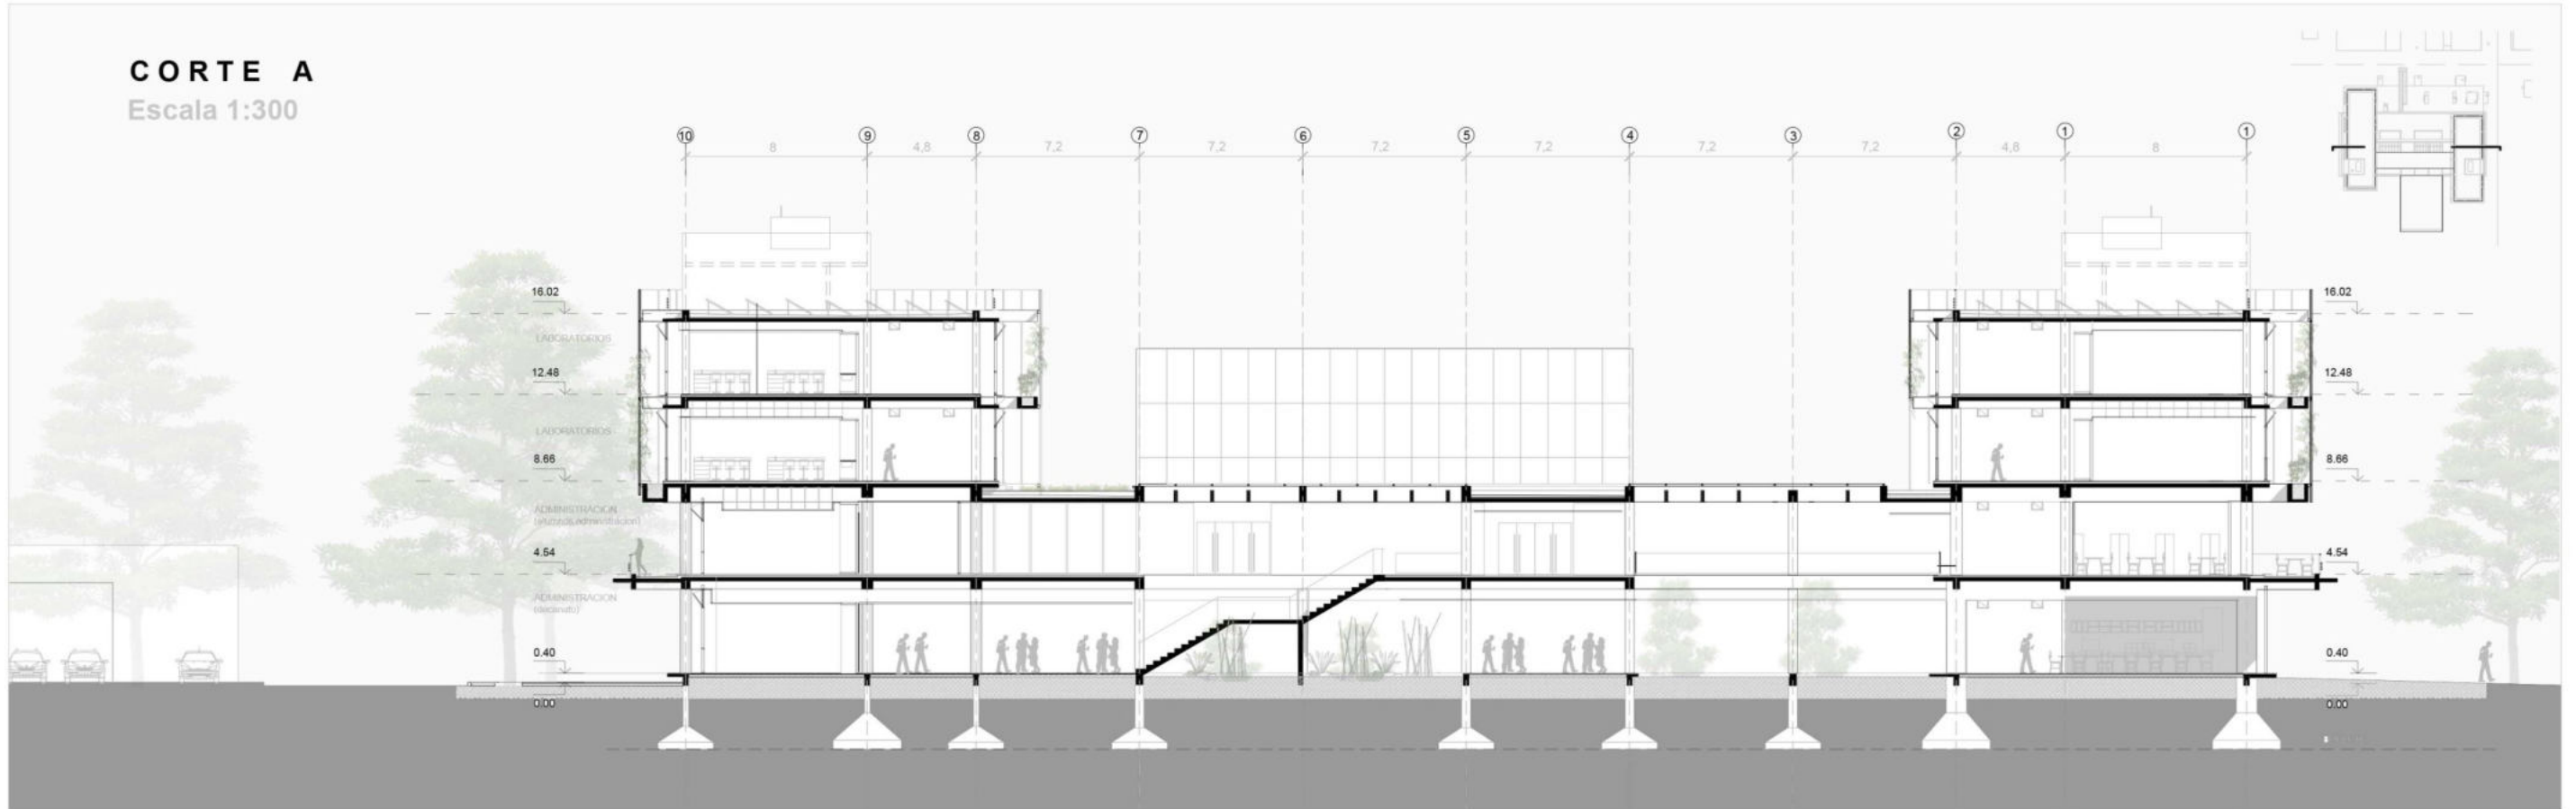 CORTE A
Escala 1:300
10 9 8 7 6 5 4 3 2 1 1
8 4,8 7,2 7,2 7,2 7,2 7,2 7,2 4,8 8
16.02 16.02
LABORATORIOS
12.48 12.48
LABORATORIOS
8.66 8.66
ADMINISTRACION
4.54 4.54
ADMINISTRACION
(decanato)
0.40 0.40
0.00 0.00